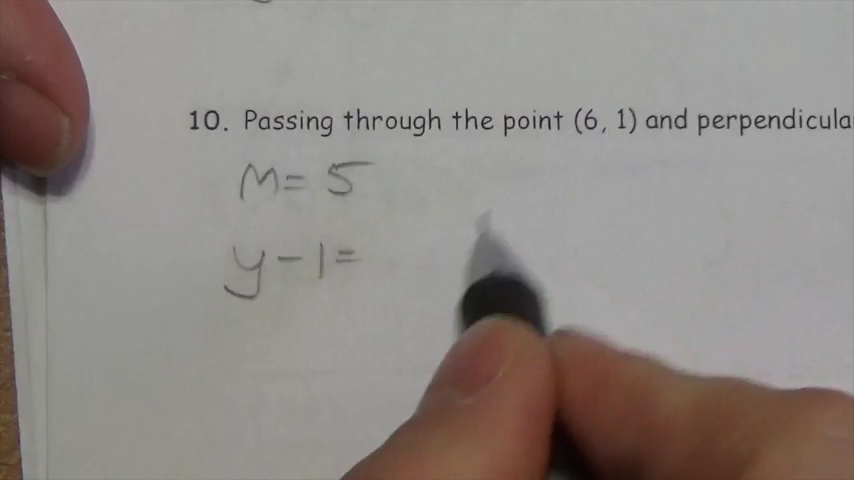 10. Passing through the point (6, 1) and perpendicula
m = 5
y - 1 =